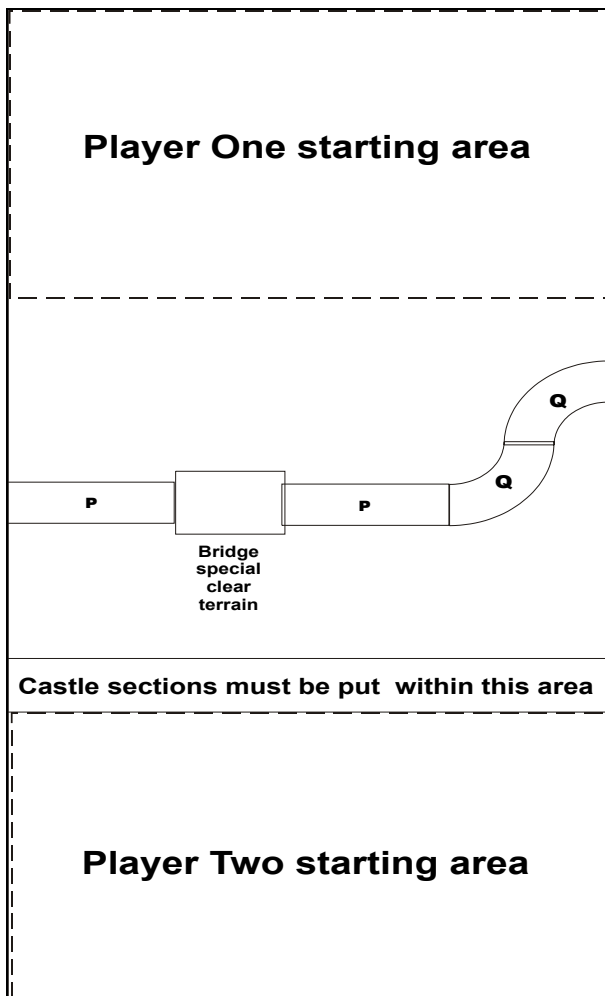 Player One starting area
Q
Q
P
P
Bridge
special
clear
terrain
Castle sections must be put within this area
Player Two starting area